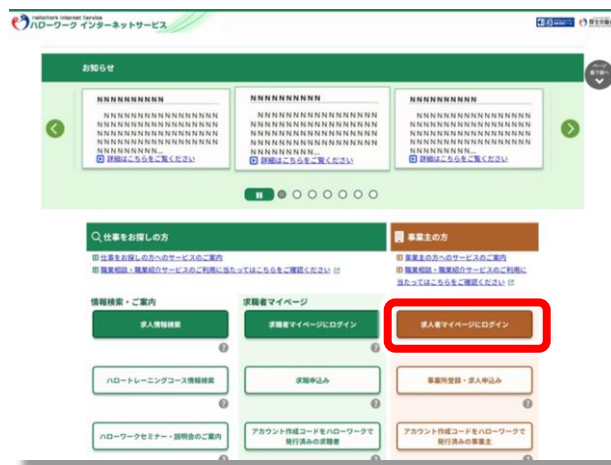 HelloWork Internet Service
ハローワーク インターネットサービス
お知らせ
NNNNNNNNNN
NNNNNNNNNNNNNNNNN
NNNNNNNNNNNNNNNNNN
NNNNNNNNNNNNNNNNNN
NNNNNNNNNN...
詳細はこちらをご覧ください
NNNNNNNNNN
NNNNNNNNNNNNNNNNN
NNNNNNNNNNNNNNNNNN
NNNNNNNNNNNNNNNNNN
NNNNNNNNNN...
詳細はこちらをご覧ください
NNNNNNNNNN
NNNNNNNNNNNNNNNNN
NNNNNNNNNNNNNNNNNN
NNNNNNNNNNNNNNNNNN
NNNNNNNNNN...
詳細はこちらをご覧ください
仕事をお探しの方
仕事をお探しの方へのサービスのご案内
職業相談・職業紹介サービスのご利用に当たってはこちらをご確認ください
事業主の方
事業主の方へのサービスのご案内
職業相談・職業紹介サービスのご利用に
当たってはこちらをご確認ください
情報検索・ご案内
求職者マイページ
求人情報検索
求職者マイページにログイン
求人者マイページにログイン
ハロートレーニングコース情報検索
求職申込み
事業所登録・求人申込み
ハローワークセミナー・説明会のご案内
アカウント作成コードをハローワークで
発行済みの求職者
アカウント作成コードをハローワークで
発行済みの事業主